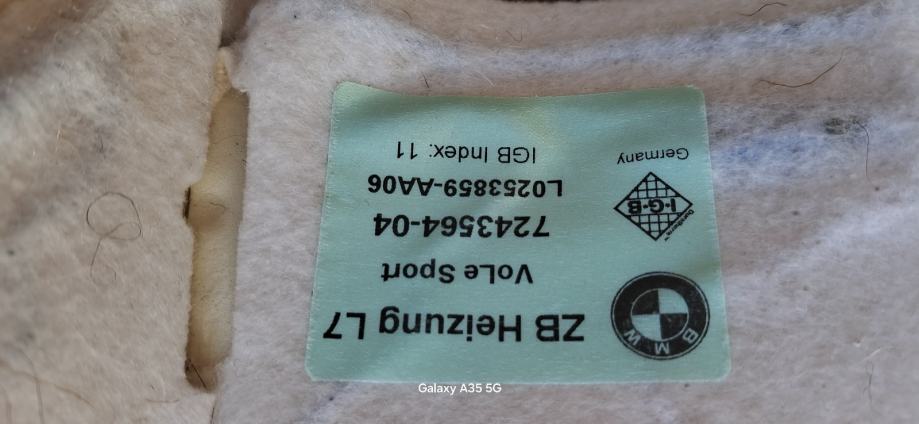 BMW
ZB Heizung L7
VoLe Sport
7243564-04
L0253859-AA06
IGB Index: 11
I-G-B
Germany
Galaxy A35 5G